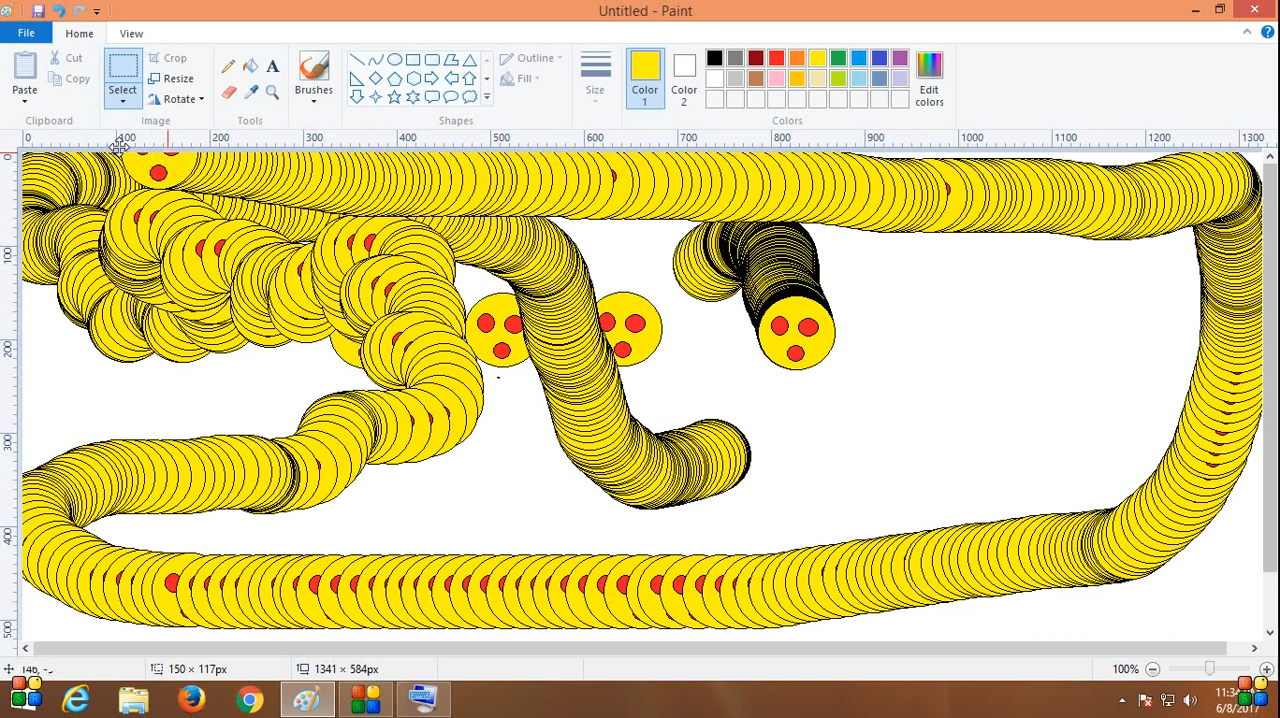 Untitled - Paint
File
Home
View
Paste
Cut
Copy
Clipboard
Select
Crop
Resize
Rotate
Image
A
Tools
Brushes
Outline
Fill
Shapes
Size
Color 1
Color 2
Edit colors
Colors
0 100 200 300 400 500 600 700 800 900 1000 1100 1200 1300
0
100
200
300
400
500
150 × 117px
1341 × 584px
100%
6/8/2017